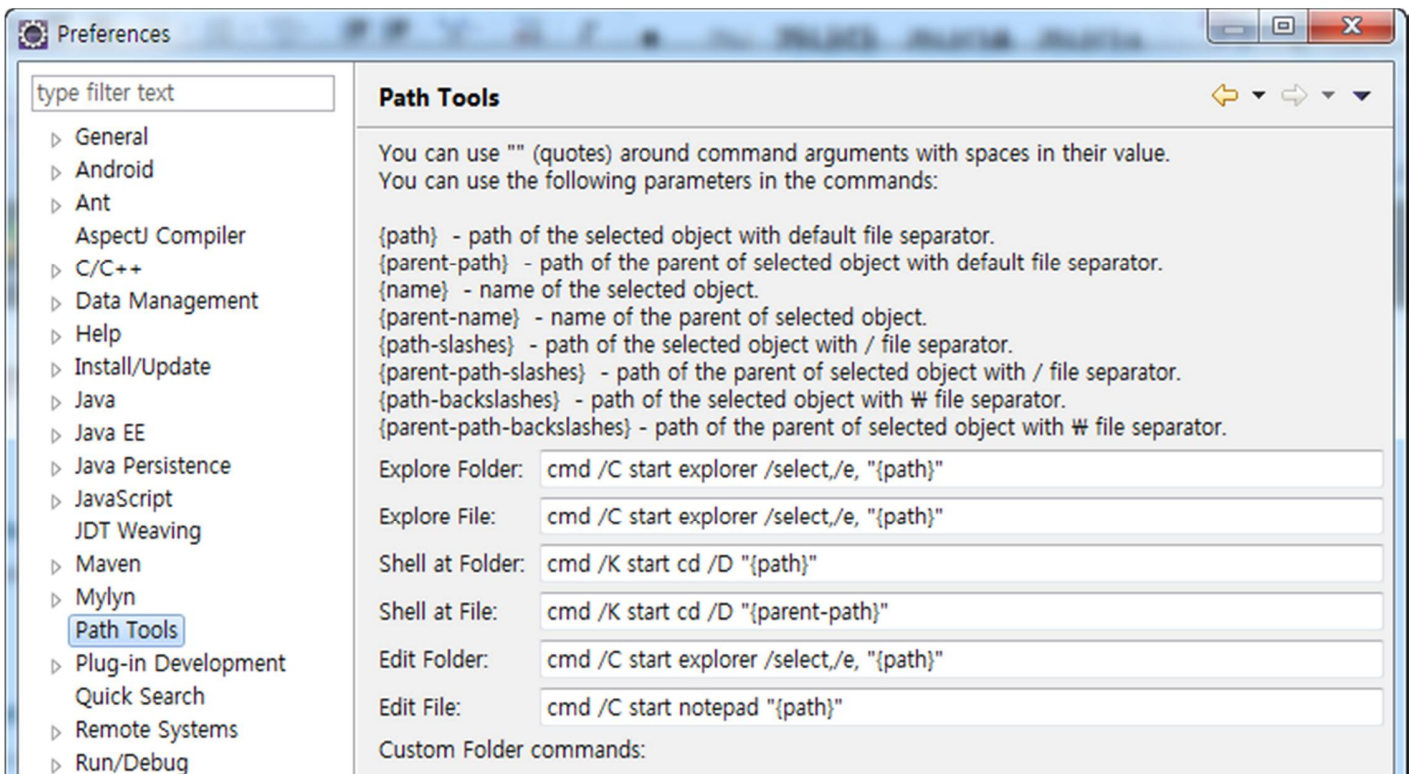 Preferences
type filter text
General
Android
Ant
AspectJ Compiler
C/C++
Data Management
Help
Install/Update
Java
Java EE
Java Persistence
JavaScript
JDT Weaving
Maven
Mylyn
Path Tools
Plug-in Development
Quick Search
Remote Systems
Run/Debug
Path Tools
You can use "" (quotes) around command arguments with spaces in their value.
You can use the following parameters in the commands:
{path} - path of the selected object with default file separator.
{parent-path} - path of the parent of selected object with default file separator.
{name} - name of the selected object.
{parent-name} - name of the parent of selected object.
{path-slashes} - path of the selected object with / file separator.
{parent-path-slashes} - path of the parent of selected object with / file separator.
{path-backslashes} - path of the selected object with ₩ file separator.
{parent-path-backslashes} - path of the parent of selected object with ₩ file separator.
Explore Folder: cmd /C start explorer /select,/e, "{path}"
Explore File: cmd /C start explorer /select,/e, "{path}"
Shell at Folder: cmd /K start cd /D "{path}"
Shell at File: cmd /K start cd /D "{parent-path}"
Edit Folder: cmd /C start explorer /select,/e, "{path}"
Edit File: cmd /C start notepad "{path}"
Custom Folder commands: